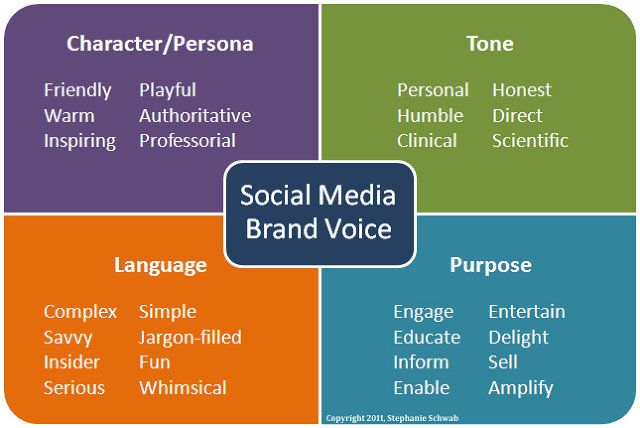 Character/Persona
Friendly Playful
Warm Authoritative
Inspiring Professorial
Tone
Personal Honest
Humble Direct
Clinical Scientific
Social Media
Brand Voice
Language
Complex Simple
Savvy Jargon-filled
Insider Fun
Serious Whimsical
Purpose
Engage Entertain
Educate Delight
Inform Sell
Enable Amplify
Copyright 2011, Stephanie Schwab